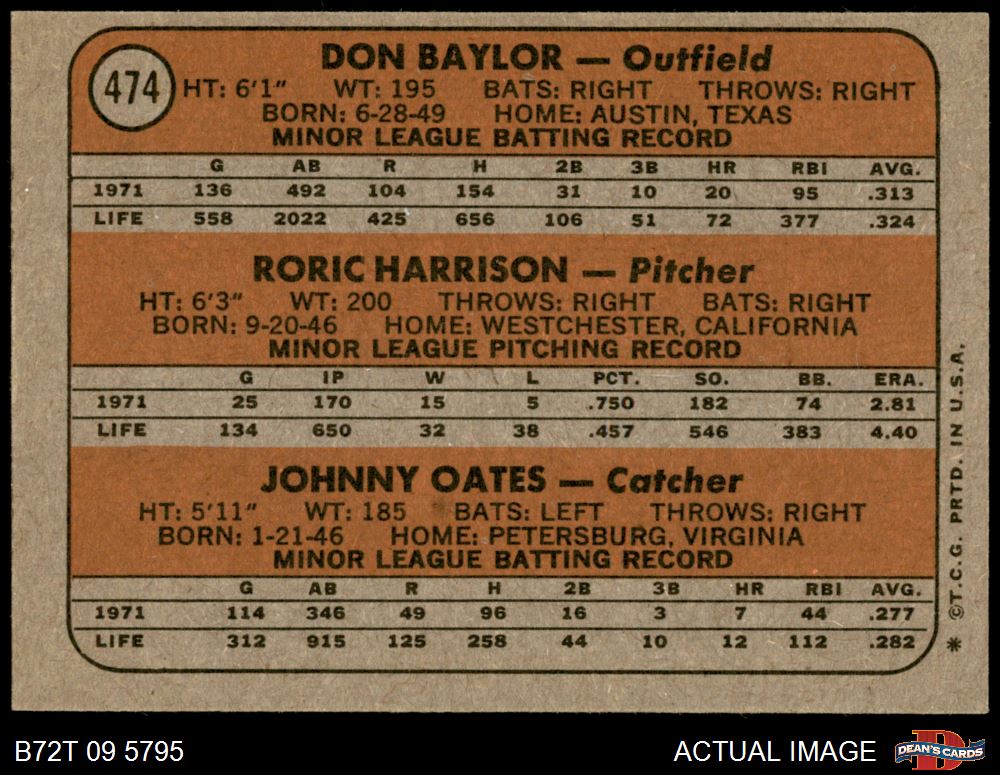 474
DON BAYLOR — Outfield
HT: 6'1" WT: 195 BATS: RIGHT THROWS: RIGHT
BORN: 6-28-49 HOME: AUSTIN, TEXAS
MINOR LEAGUE BATTING RECORD
G AB R H 2B 3B HR RBI AVG.
1971 136 492 104 154 31 10 20 95 .313
LIFE 558 2022 425 656 106 51 72 377 .324
RORIC HARRISON — Pitcher
HT: 6'3" WT: 200 THROWS: RIGHT BATS: RIGHT
BORN: 9-20-46 HOME: WESTCHESTER, CALIFORNIA
MINOR LEAGUE PITCHING RECORD
G IP W L PCT. SO. BB. ERA.
1971 25 170 15 5 .750 182 74 2.81
LIFE 134 650 32 38 .457 546 383 4.40
JOHNNY OATES — Catcher
HT: 5'11" WT: 185 BATS: LEFT THROWS: RIGHT
BORN: 1-21-46 HOME: PETERSBURG, VIRGINIA
MINOR LEAGUE BATTING RECORD
G AB R H 2B 3B HR RBI AVG.
1971 114 346 49 96 16 3 7 44 .277
LIFE 312 915 125 258 44 10 12 112 .282
* ©T.C.G. PRTD. IN U.S.A.
B72T 09 5795
ACTUAL IMAGE
D
DEAN'S CARDS